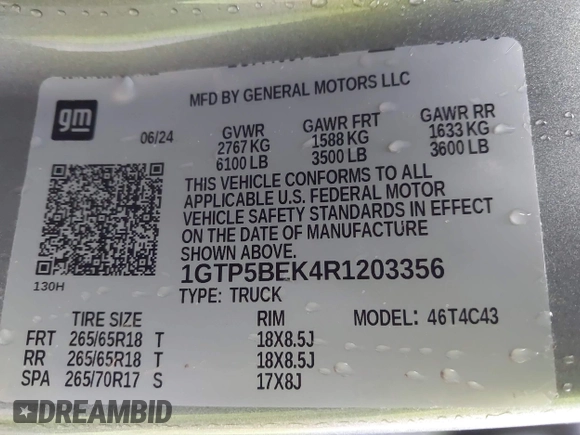 MFD BY GENERAL MOTORS LLC
gm
06/24
GVWR GAWR FRT GAWR RR
2767 KG 1588 KG 1633 KG
6100 LB 3500 LB 3600 LB
THIS VEHICLE CONFORMS TO ALL
APPLICABLE U.S. FEDERAL MOTOR
VEHICLE SAFETY STANDARDS IN EFFECT
ON THE DATE OF MANUFACTURE
SHOWN ABOVE.
1GTP5BEK4R1203356
130H
TYPE: TRUCK
TIRE SIZE RIM MODEL: 46T4C43
FRT 265/65R18 T 18X8.5J
RR 265/65R18 T 18X8.5J
SPA 265/70R17 S 17X8J
DREAMBID